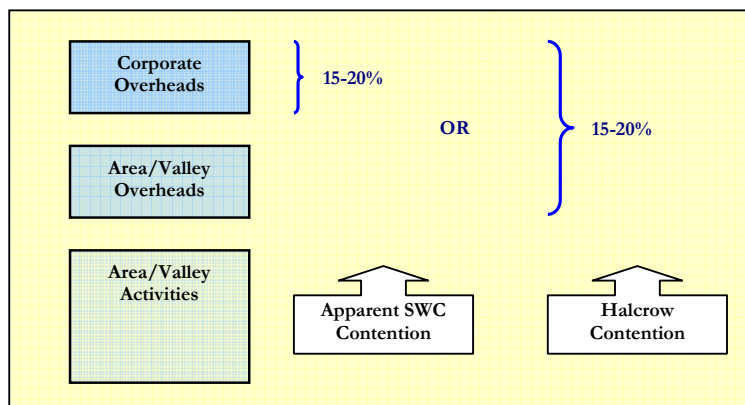 Corporate
Overheads
15-20%
OR
15-20%
Area/Valley
Overheads
Area/Valley
Activities
Apparent SWC
Contention
Halcrow
Contention